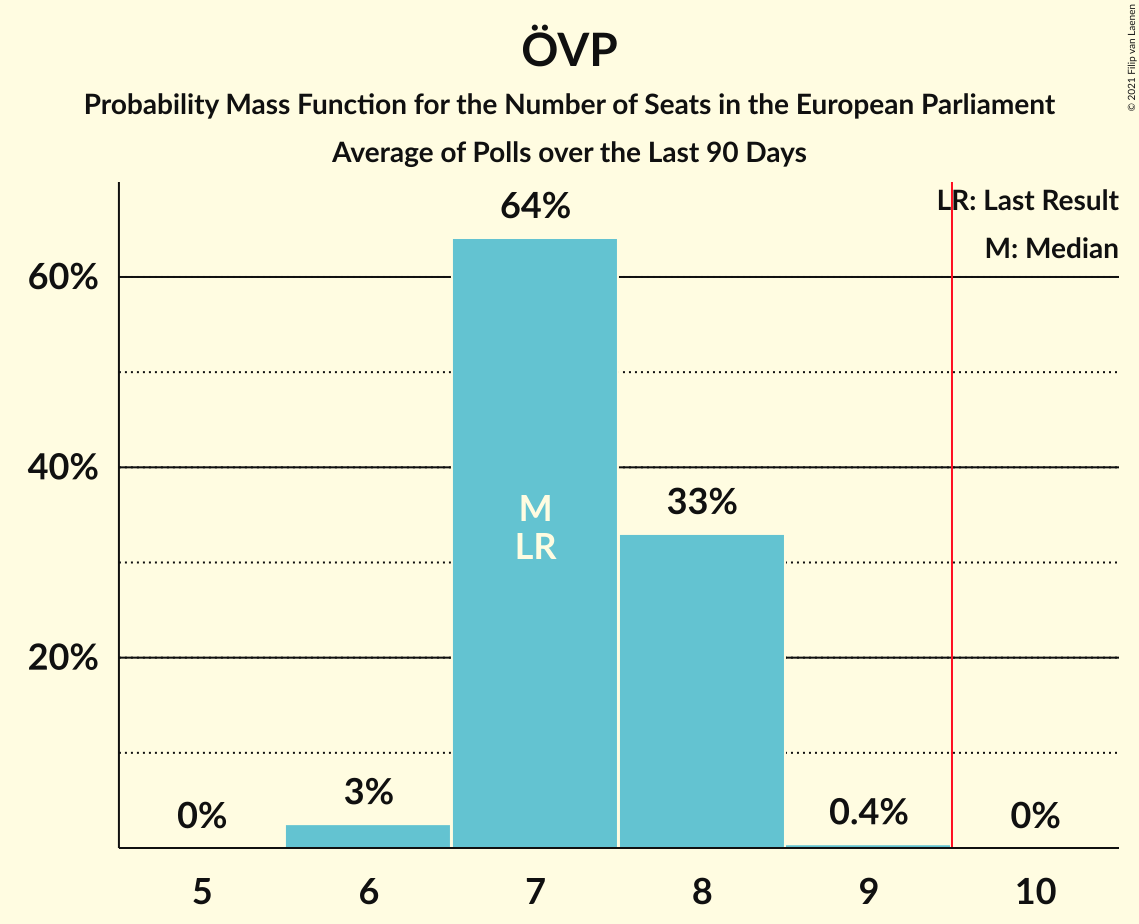 ÖVP
Probability Mass Function for the Number of Seats in the European Parliament
Average of Polls over the Last 90 Days
© 2021 Filip van Laenen
LR: Last Result
M: Median
64%
60%
40%
33%
M
LR
20%
3%
0%
0.4%
0%
5 6 7 8 9 10